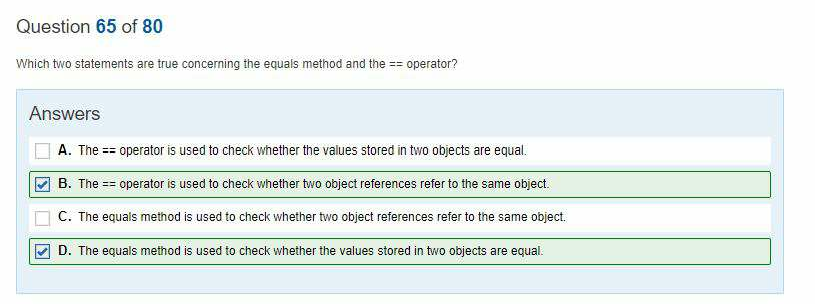 Question 65 of 80
Which two statements are true concerning the equals method and the == operator?
Answers
A. The == operator is used to check whether the values stored in two objects are equal.
B. The == operator is used to check whether two object references refer to the same object.
C. The equals method is used to check whether two object references refer to the same object.
D. The equals method is used to check whether the values stored in two objects are equal.